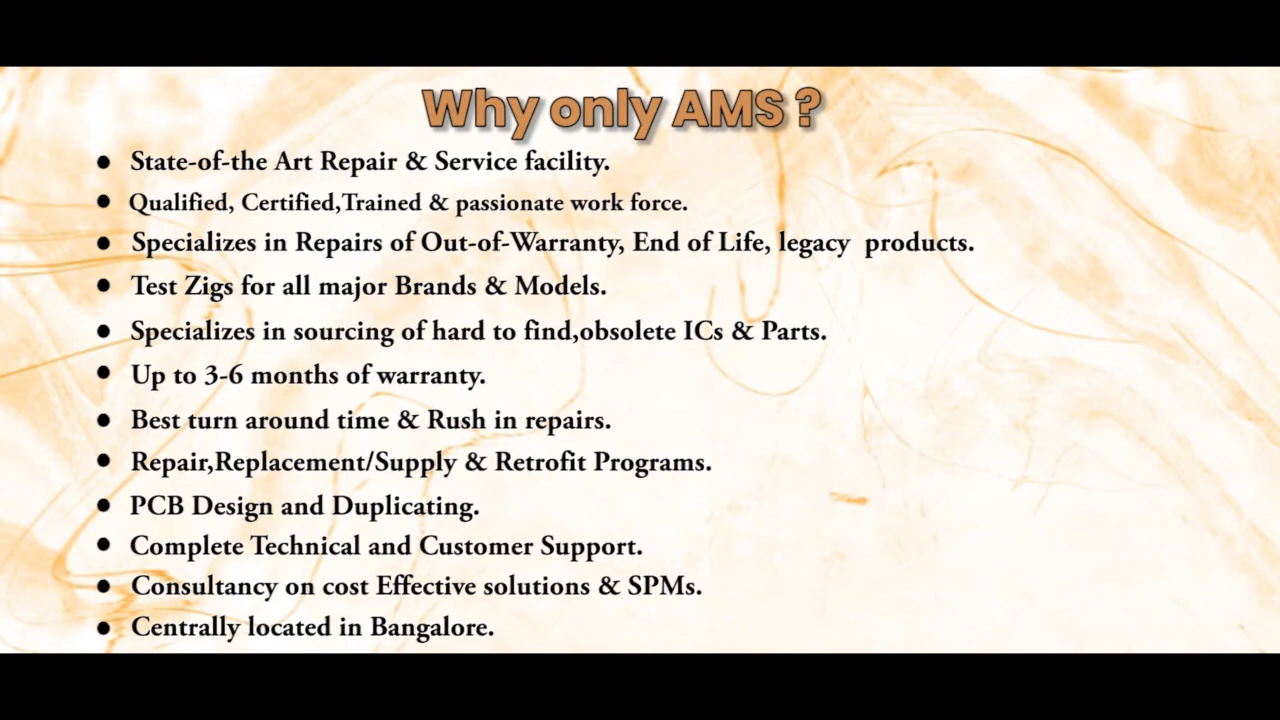 Why only AMS ?
• State-of-the Art Repair & Service facility.
• Qualified, Certified,Trained & passionate work force.
• Specializes in Repairs of Out-of-Warranty, End of Life, legacy  products.
• Test Zigs for all major Brands & Models.
• Specializes in sourcing of hard to find,obsolete ICs & Parts.
• Up to 3-6 months of warranty.
• Best turn around time & Rush in repairs.
• Repair,Replacement/Supply & Retrofit Programs.
• PCB Design and Duplicating.
• Complete Technical and Customer Support.
• Consultancy on cost Effective solutions & SPMs.
• Centrally located in Bangalore.